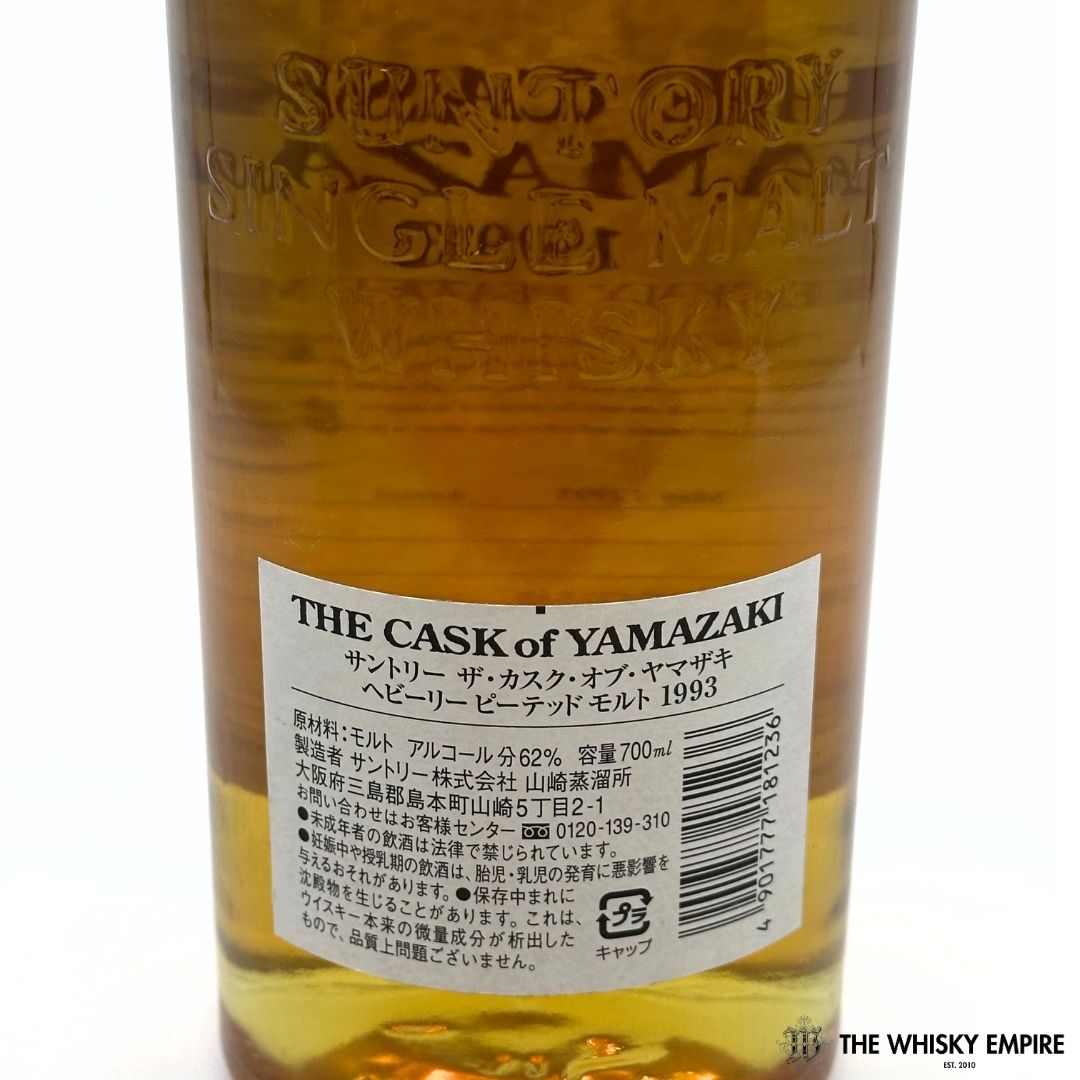 SUNTORY
SINGLE MALT
WHISKY
THE CASK of YAMAZAKI
サントリー ザ・カスク・オブ・ヤマザキ
ヘビーリー ピーテッド モルト 1993
原材料:モルト アルコール分62% 容量700ml
製造者 サントリー株式会社 山崎蒸溜所
大阪府三島郡島本町山崎5丁目2-1
お問い合わせはお客様センター 0120-139-310
●未成年者の飲酒は法律で禁じられています。
●妊娠中や授乳期の飲酒は、胎児・乳児の発育に悪影響を
与えるおそれがあります。●保存中まれに
沈殿物を生じることがあります。これは、
ウイスキー本来の微量成分が析出した
もので、品質上問題ございません。
プラ
キャップ
4 901777 181236
THE WHISKY EMPIRE
EST. 2010